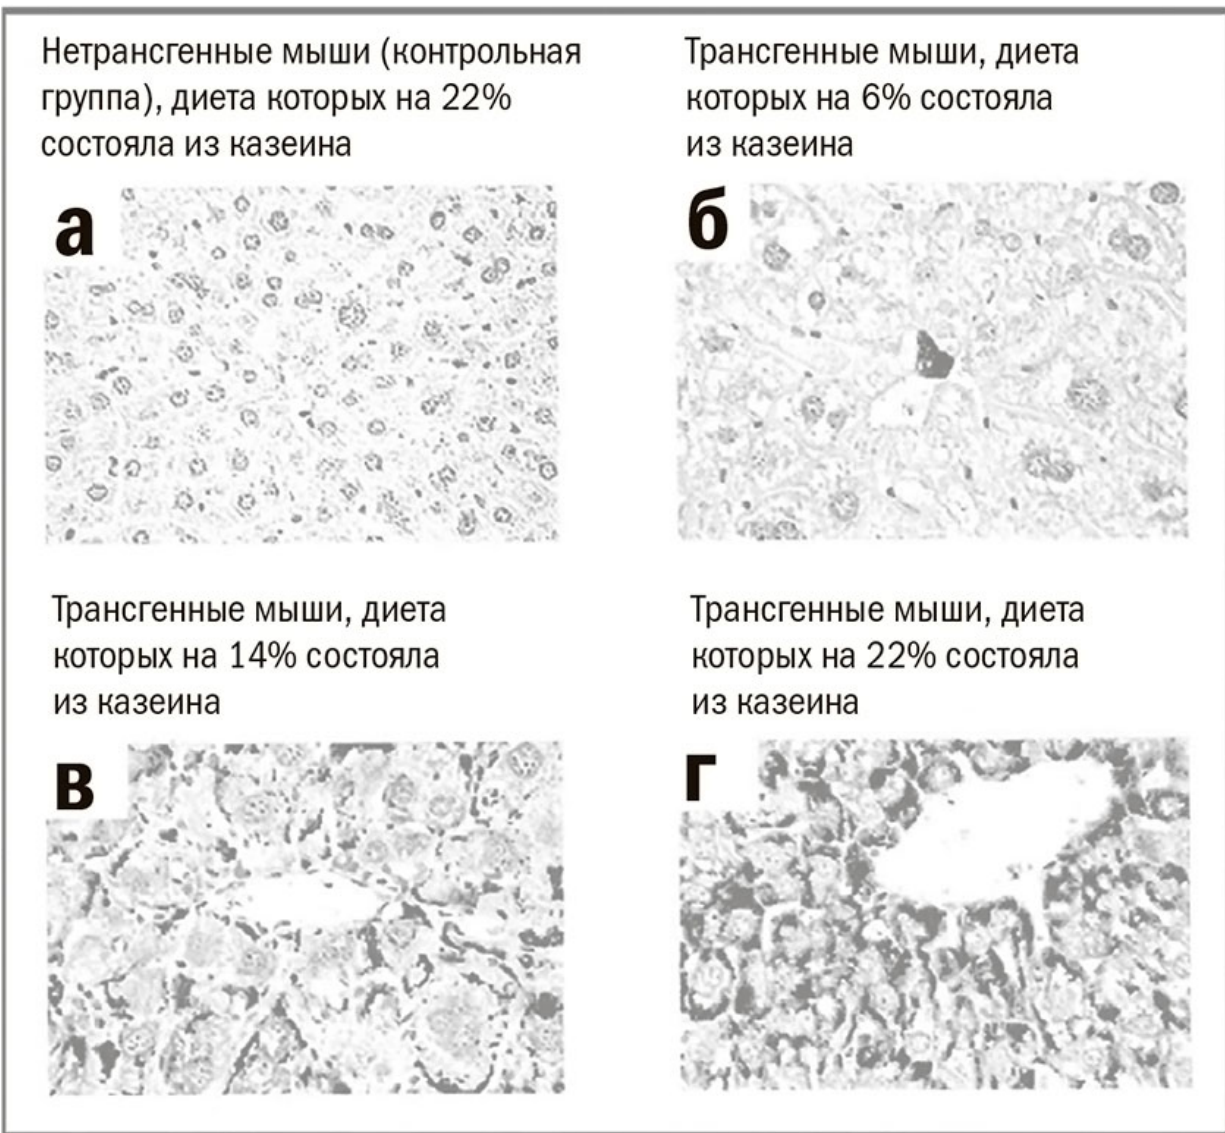 Нетрансгенные мыши (контрольная
группа), диета которых на 22%
состояла из казеина
а
Трансгенные мыши, диета
которых на 6% состояла
из казеина
б
Трансгенные мыши, диета
которых на 14% состояла
из казеина
в
Трансгенные мыши, диета
которых на 22% состояла
из казеина
г